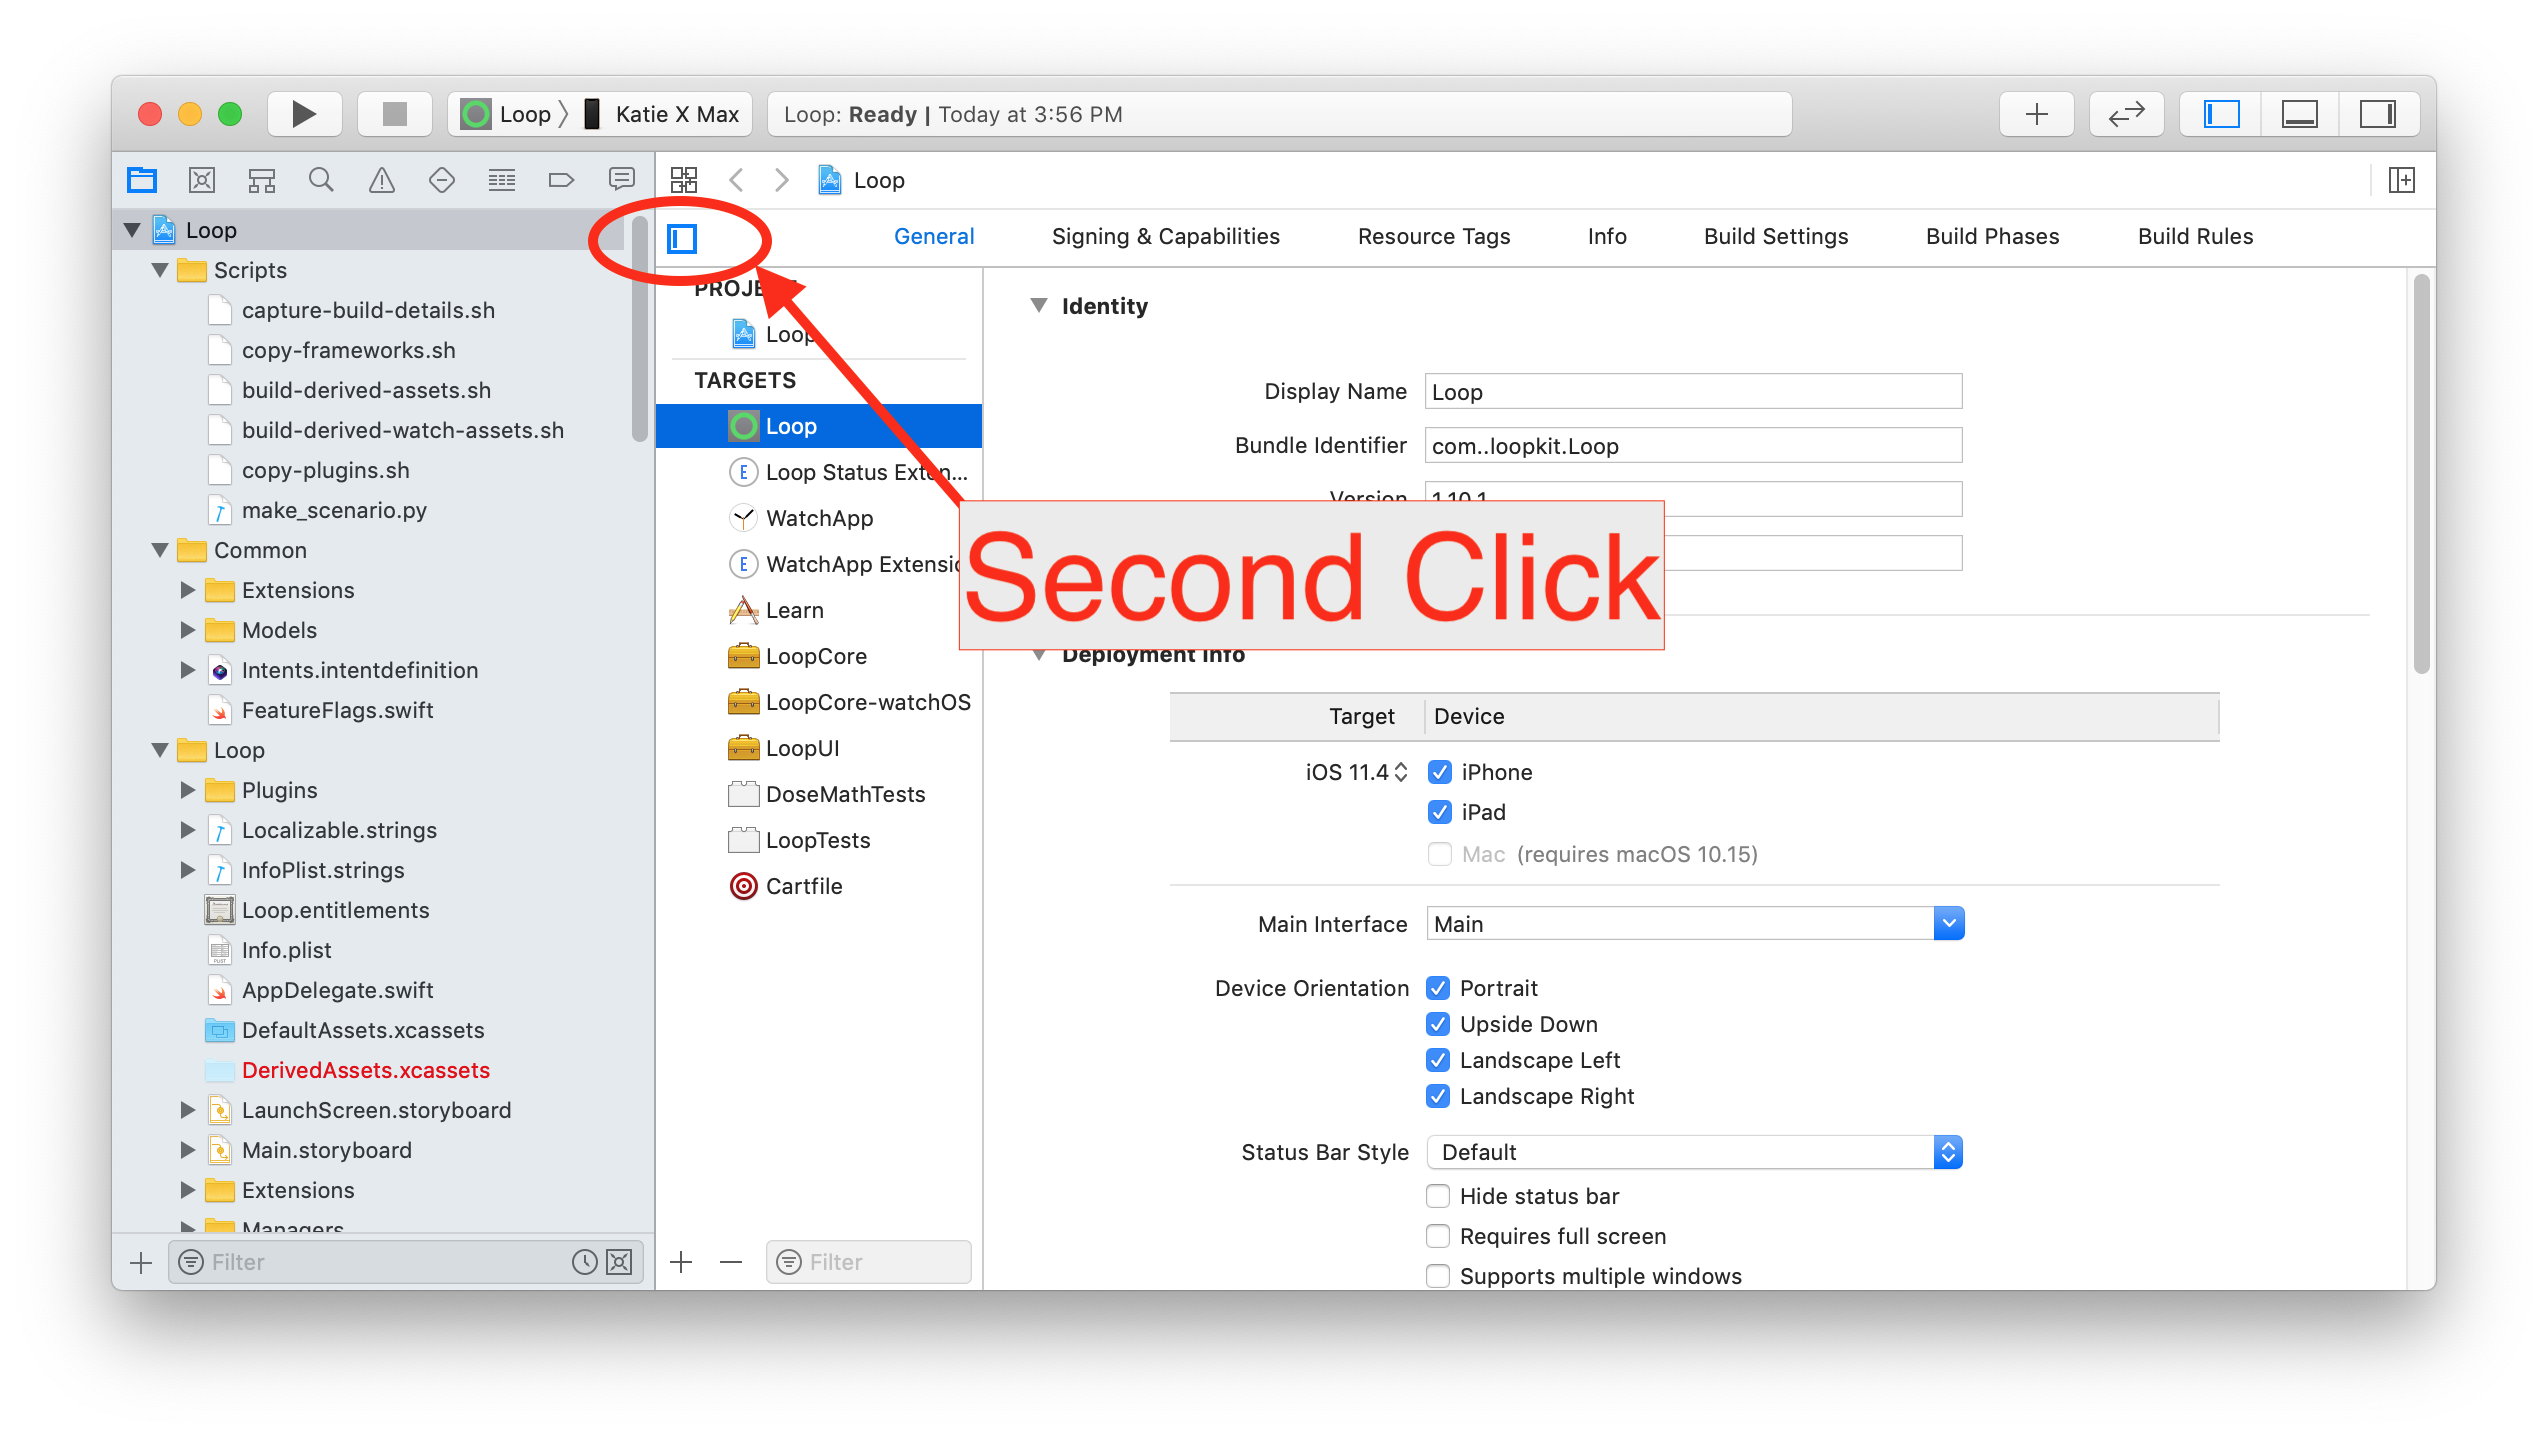 Loop
Katie X Max
Loop: Ready | Today at 3:56 PM
Loop
Loop
Scripts
capture-build-details.sh
copy-frameworks.sh
build-derived-assets.sh
build-derived-watch-assets.sh
copy-plugins.sh
make_scenario.py
Common
Extensions
Models
Intents.intentdefinition
FeatureFlags.swift
Loop
Plugins
Localizable.strings
InfoPlist.strings
Loop.entitlements
Info.plist
AppDelegate.swift
DefaultAssets.xcassets
DerivedAssets.xcassets
LaunchScreen.storyboard
Main.storyboard
Extensions
Managers
Filter
General
Signing & Capabilities
Resource Tags
Info
Build Settings
Build Phases
Build Rules
PROJECT
Loop
TARGETS
Loop
Loop Status Exten...
WatchApp
WatchApp Extensio
Learn
LoopCore
LoopCore-watchOS
LoopUI
DoseMathTests
LoopTests
Cartfile
Filter
Identity
Display Name Loop
Bundle Identifier com..loopkit.Loop
Version 1.10.1
Second Click
Deployment Info
Target Device
iOS 11.4 iPhone
iPad
Mac (requires macOS 10.15)
Main Interface Main
Device Orientation Portrait
Upside Down
Landscape Left
Landscape Right
Status Bar Style Default
Hide status bar
Requires full screen
Supports multiple windows